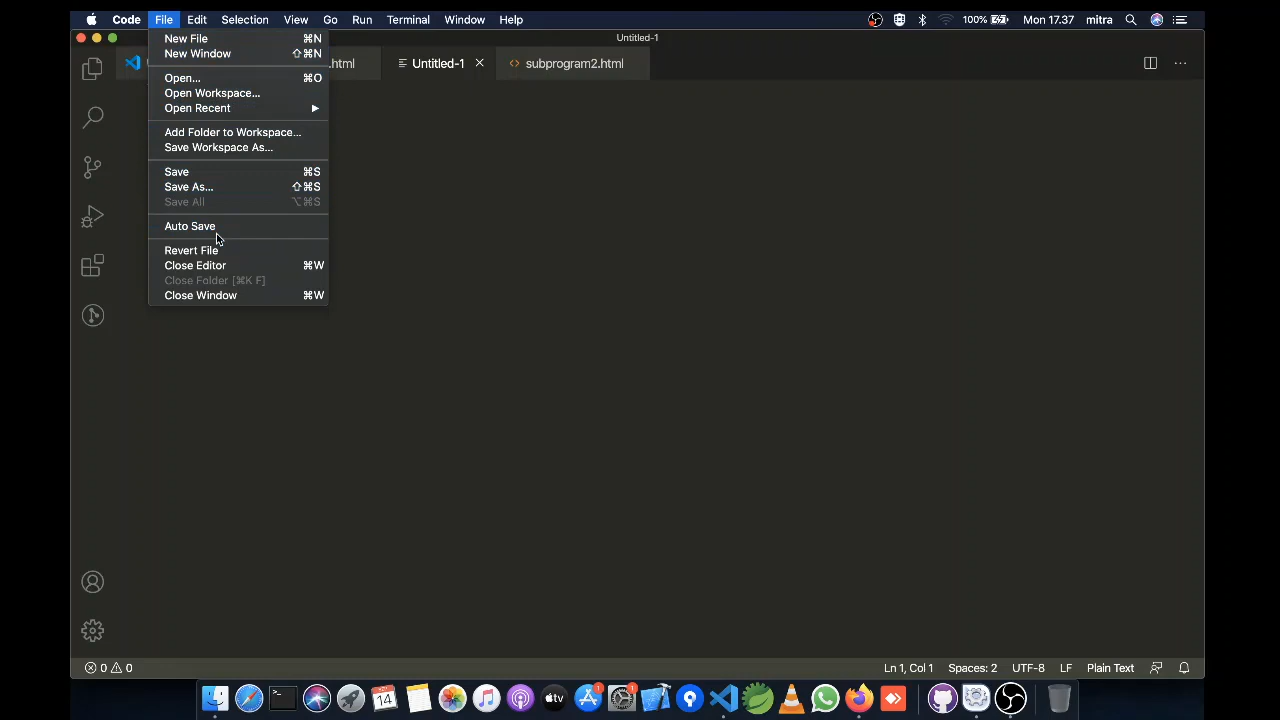 Code File Edit Selection View Go Run Terminal Window Help 100% Mon 17.37 mitra
Untitled-1
.html Untitled-1 subprogram2.html
New File ⌘N
New Window ⇧⌘N
Open... ⌘O
Open Workspace...
Open Recent
Add Folder to Workspace...
Save Workspace As...
Save ⌘S
Save As... ⇧⌘S
Save All ⌥⌘S
Auto Save
Revert File
Close Editor ⌘W
Close Folder [⌘K F]
Close Window ⌘W
0 0 Ln 1, Col 1 Spaces: 2 UTF-8 LF Plain Text
14 tv 1 1